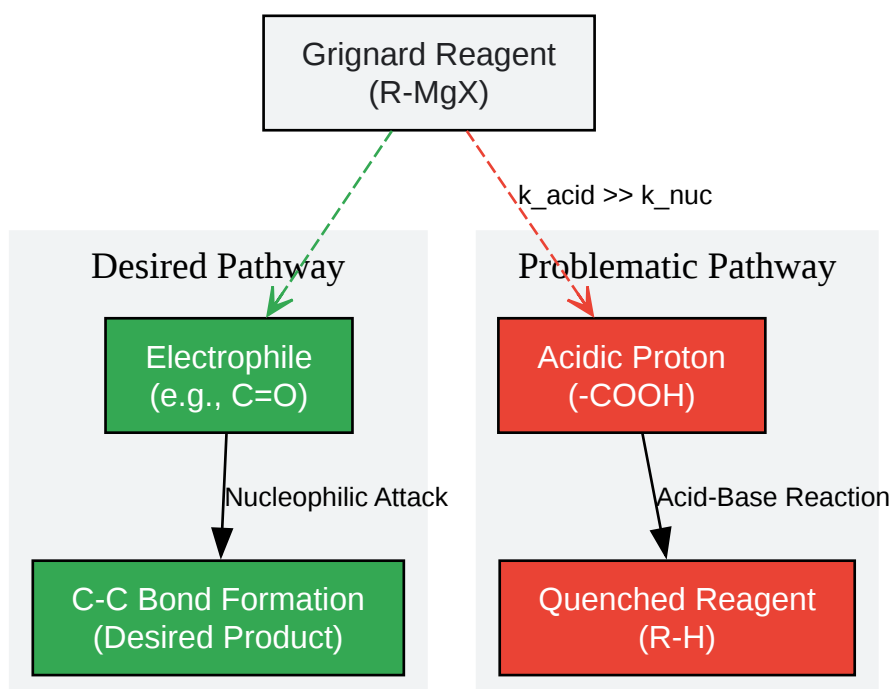 Grignard Reagent
(R-MgX)
k_acid >> k_nuc
Desired Pathway
Problematic Pathway
Electrophile
(e.g., C=O)
Acidic Proton
(-COOH)
Nucleophilic Attack
Acid-Base Reaction
C-C Bond Formation
(Desired Product)
Quenched Reagent
(R-H)